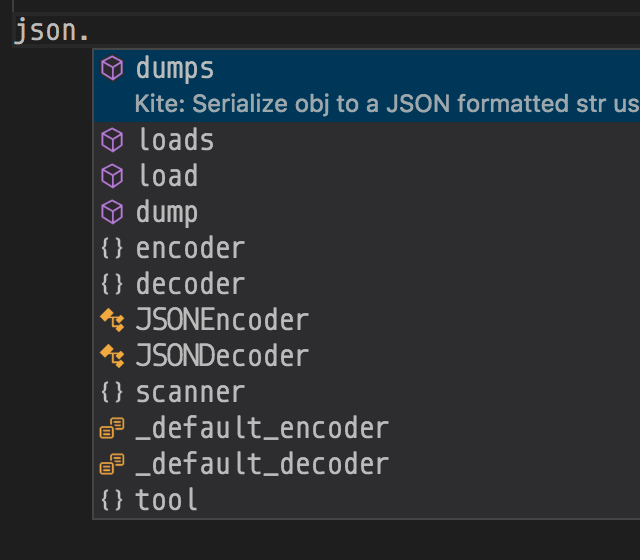 json.
dumps
Kite: Serialize obj to a JSON formatted str us
loads
load
dump
{} encoder
{} decoder
JSONEncoder
JSONDecoder
{} scanner
_default_encoder
_default_decoder
{} tool